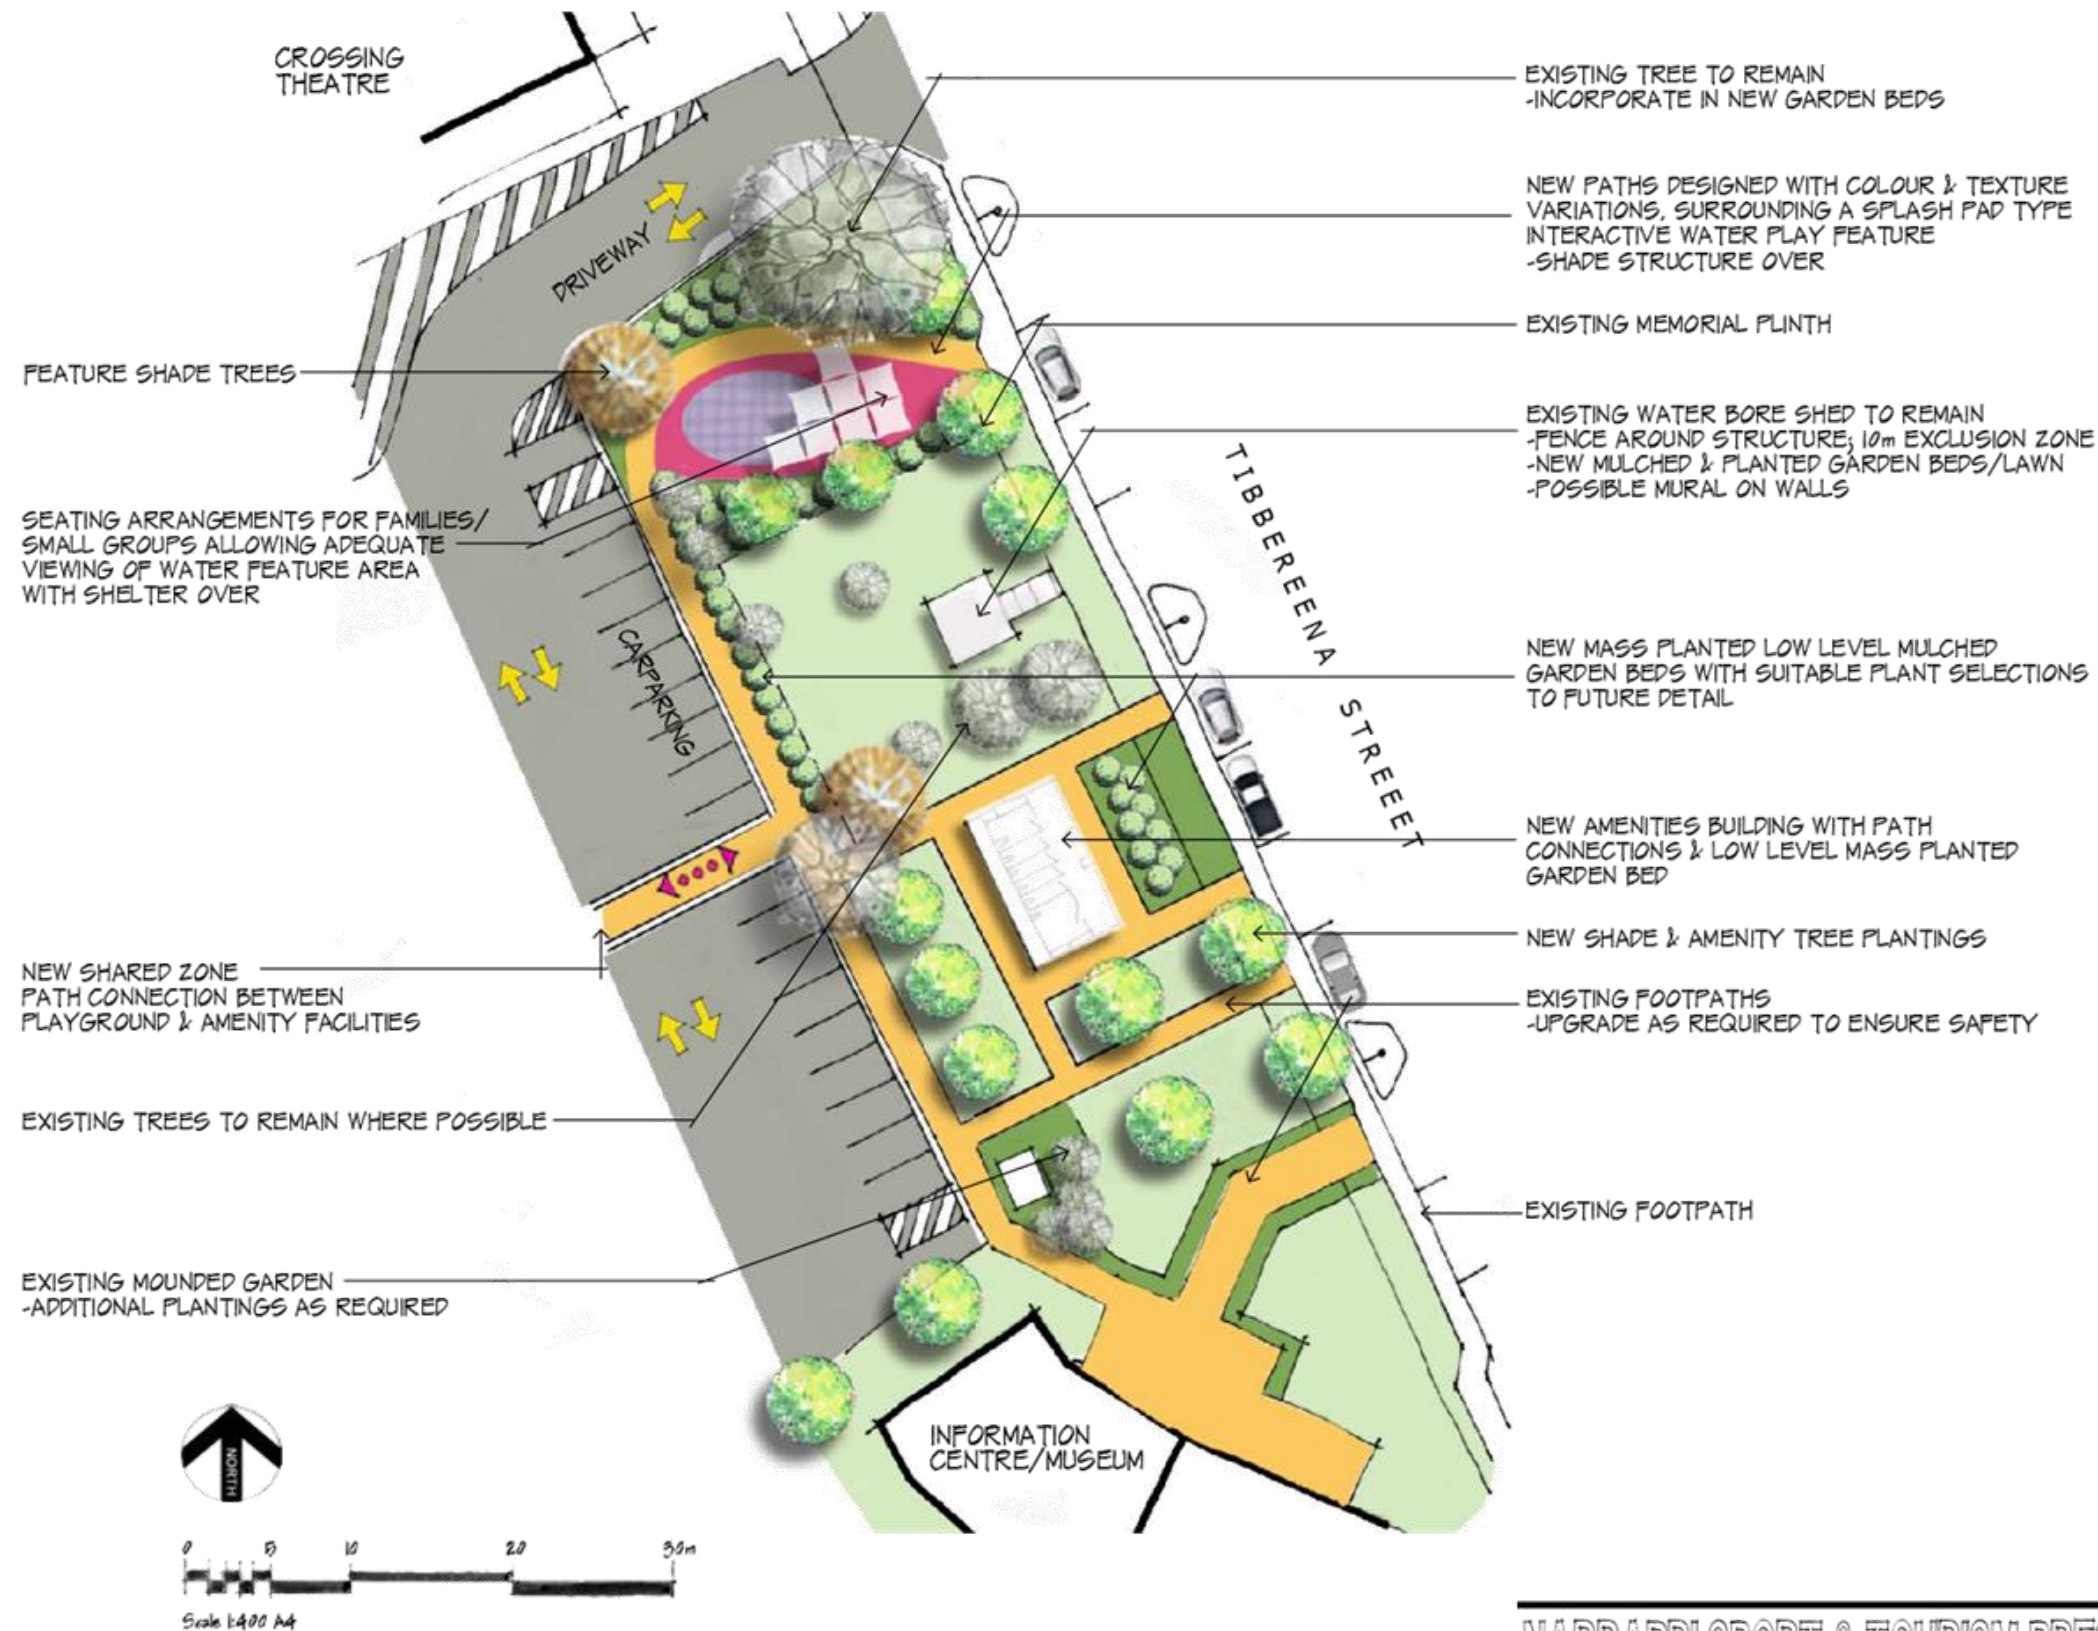 CROSSING
THEATRE
EXISTING TREE TO REMAIN
-INCORPORATE IN NEW GARDEN BEDS
NEW PATHS DESIGNED WITH COLOUR & TEXTURE
VARIATIONS, SURROUNDING A SPLASH PAD TYPE
INTERACTIVE WATER PLAY FEATURE
-SHADE STRUCTURE OVER
DRIVEWAY
EXISTING MEMORIAL PLINTH
FEATURE SHADE TREES
EXISTING WATER BORE SHED TO REMAIN
-FENCE AROUND STRUCTURE; 10m EXCLUSION ZONE
-NEW MULCHED & PLANTED GARDEN BEDS/LAWN
-POSSIBLE MURAL ON WALLS
TIBBEREENA STREEET
SEATING ARRANGEMENTS FOR FAMILIES/
SMALL GROUPS ALLOWING ADEQUATE
VIEWING OF WATER FEATURE AREA
WITH SHELTER OVER
CARPARKING
NEW MASS PLANTED LOW LEVEL MULCHED
GARDEN BEDS WITH SUITABLE PLANT SELECTIONS
TO FUTURE DETAIL
NEW AMENITIES BUILDING WITH PATH
CONNECTIONS & LOW LEVEL MASS PLANTED
GARDEN BED
NEW SHADE & AMENITY TREE PLANTINGS
NEW SHARED ZONE
PATH CONNECTION BETWEEN
PLAYGROUND & AMENITY FACILITIES
EXISTING FOOTPATHS
-UPGRADE AS REQUIRED TO ENSURE SAFETY
EXISTING TREES TO REMAIN WHERE POSSIBLE
EXISTING FOOTPATH
EXISTING MOUNDED GARDEN
-ADDITIONAL PLANTINGS AS REQUIRED
INFORMATION
CENTRE/MUSEUM
NORTH
0 5 10 20 30m
Scale 1:400 A4